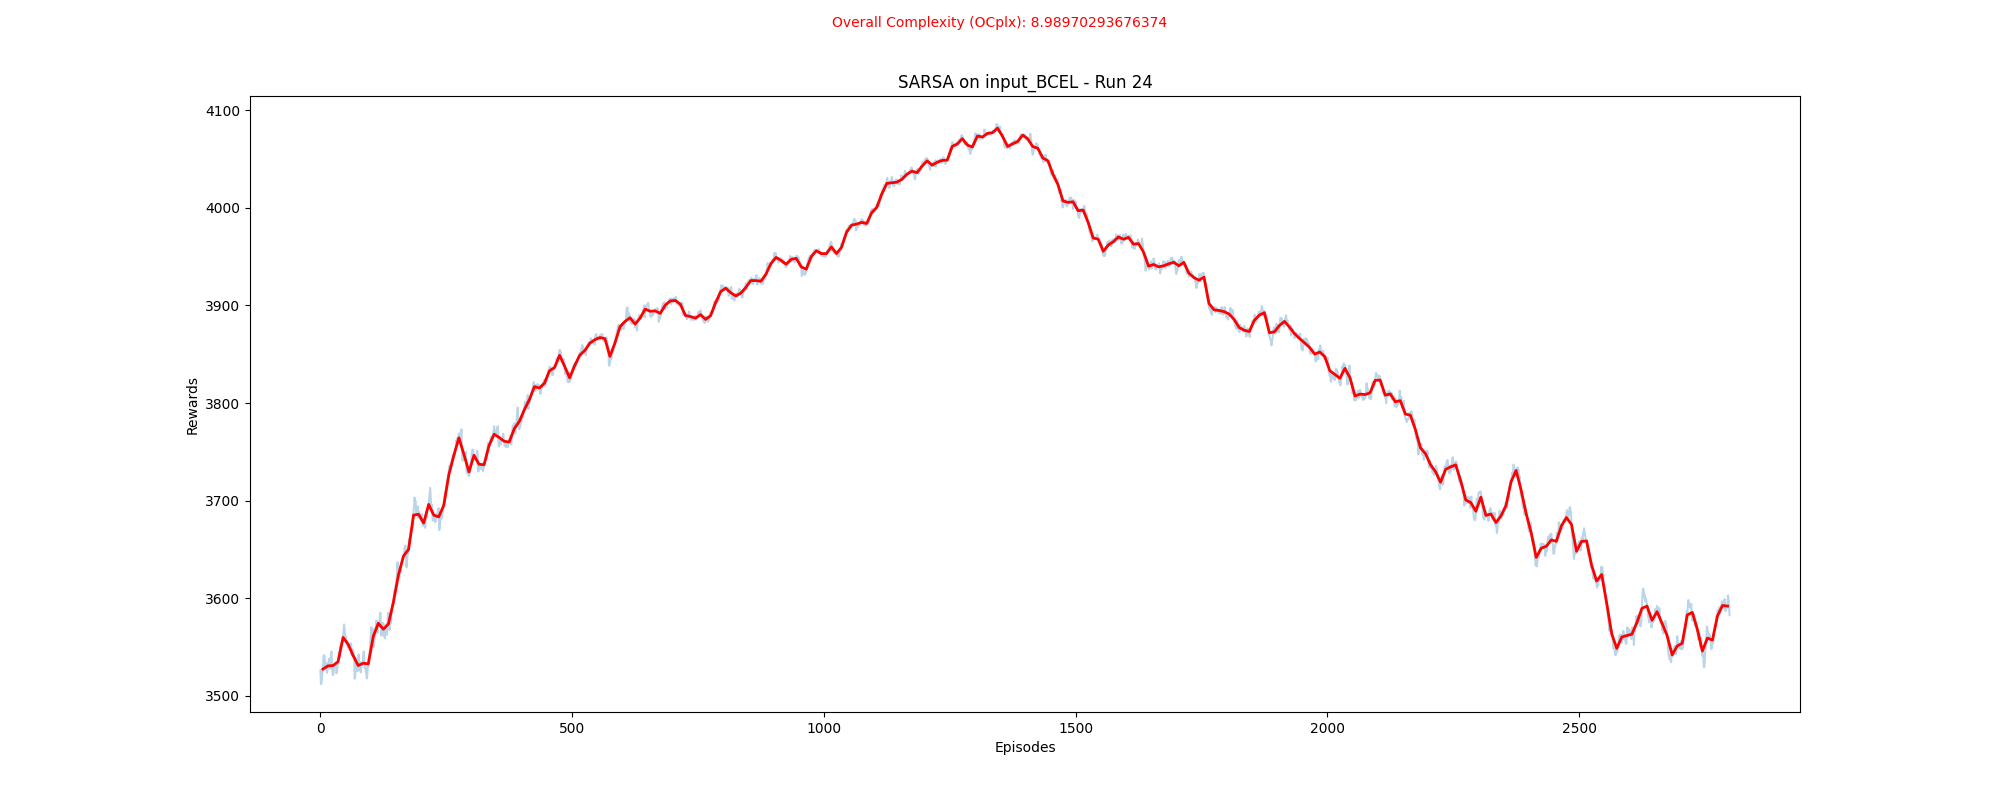 Overall Complexity (OCplx): 8.98970293676374
SARSA on input_BCEL - Run 24
4100
4000
3900
3800
3700
3600
3500
Rewards
0 500 1000 1500 2000 2500
Episodes